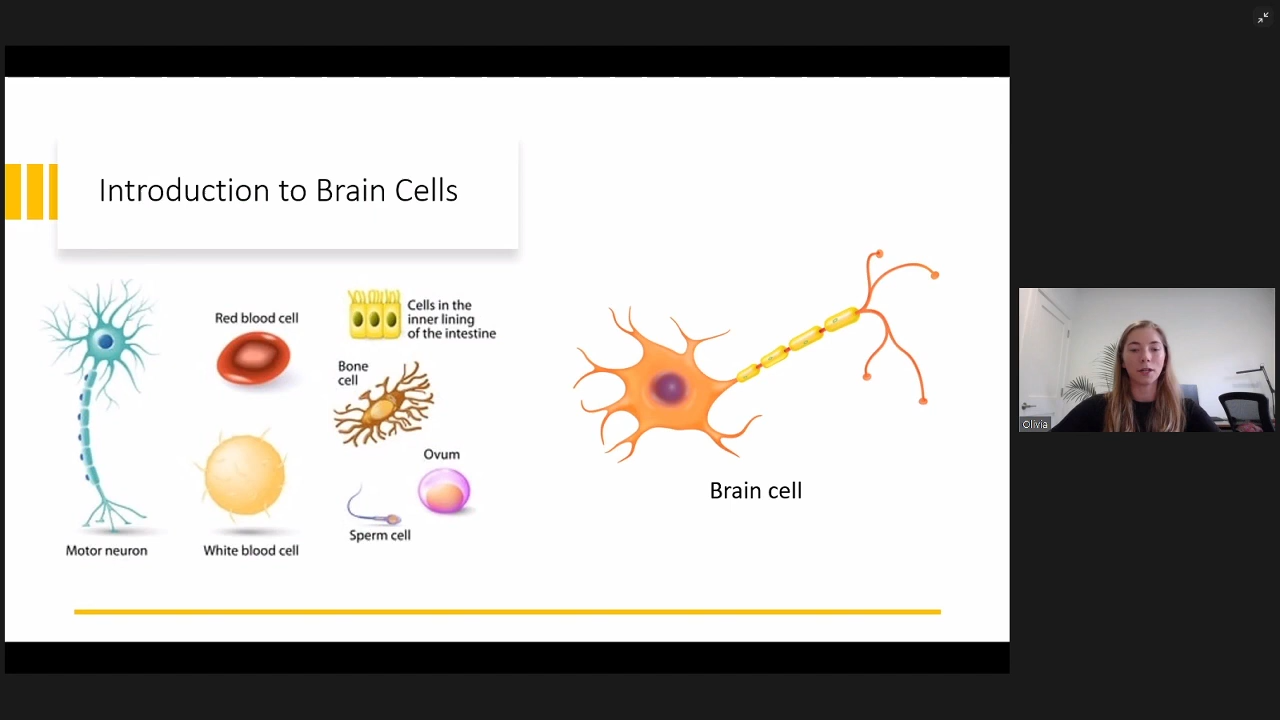 Introduction to Brain Cells
Red blood cell
Cells in the
inner lining
of the intestine
Bone
cell
Ovum
Brain cell
Sperm cell
Motor neuron
White blood cell
Olivia